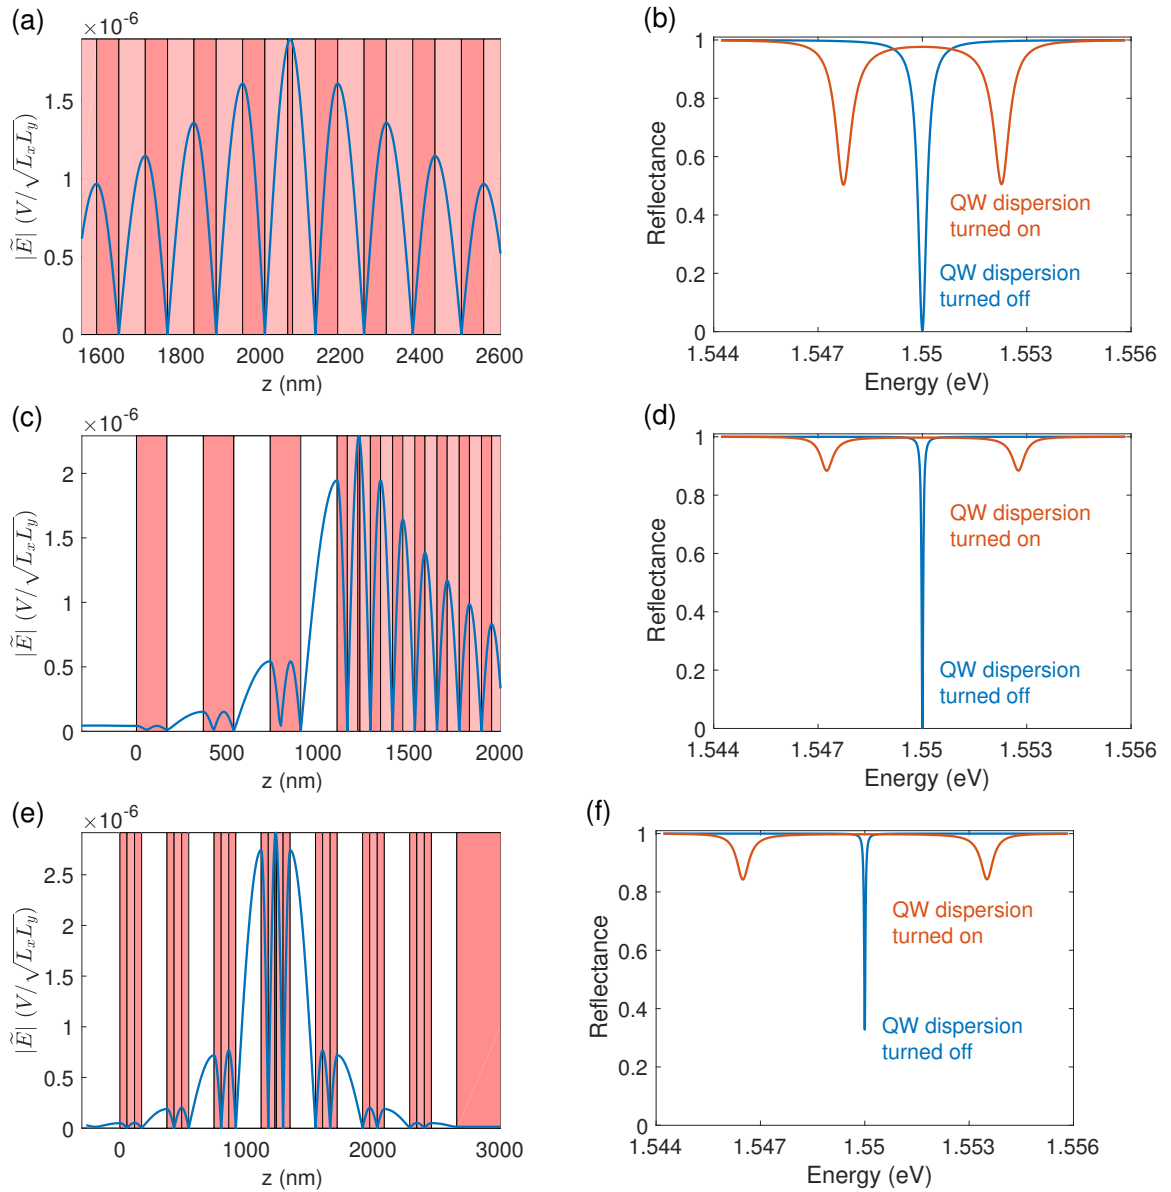 (a)
×10⁻⁶
1.5
1
0.5
0
|Ẽ| (V/√LₓL_y)
1600 1800 2000 2200 2400 2600
z (nm)
(b)
1
0.8
0.6
0.4
0.2
0
Reflectance
QW dispersion
turned on
QW dispersion
turned off
1.544 1.547 1.55 1.553 1.556
Energy (eV)
(c)
×10⁻⁶
2
1.5
1
0.5
0
|Ẽ| (V/√LₓL_y)
0 500 1000 1500 2000
z (nm)
(d)
1
0.8
0.6
0.4
0.2
0
Reflectance
QW dispersion
turned on
QW dispersion
turned off
1.544 1.547 1.55 1.553 1.556
Energy (eV)
(e)
×10⁻⁶
2.5
2
1.5
1
0.5
0
|Ẽ| (V/√LₓL_y)
0 1000 2000 3000
z (nm)
(f)
1
0.8
0.6
0.4
0.2
0
Reflectance
QW dispersion
turned on
QW dispersion
turned off
1.544 1.547 1.55 1.553 1.556
Energy (eV)